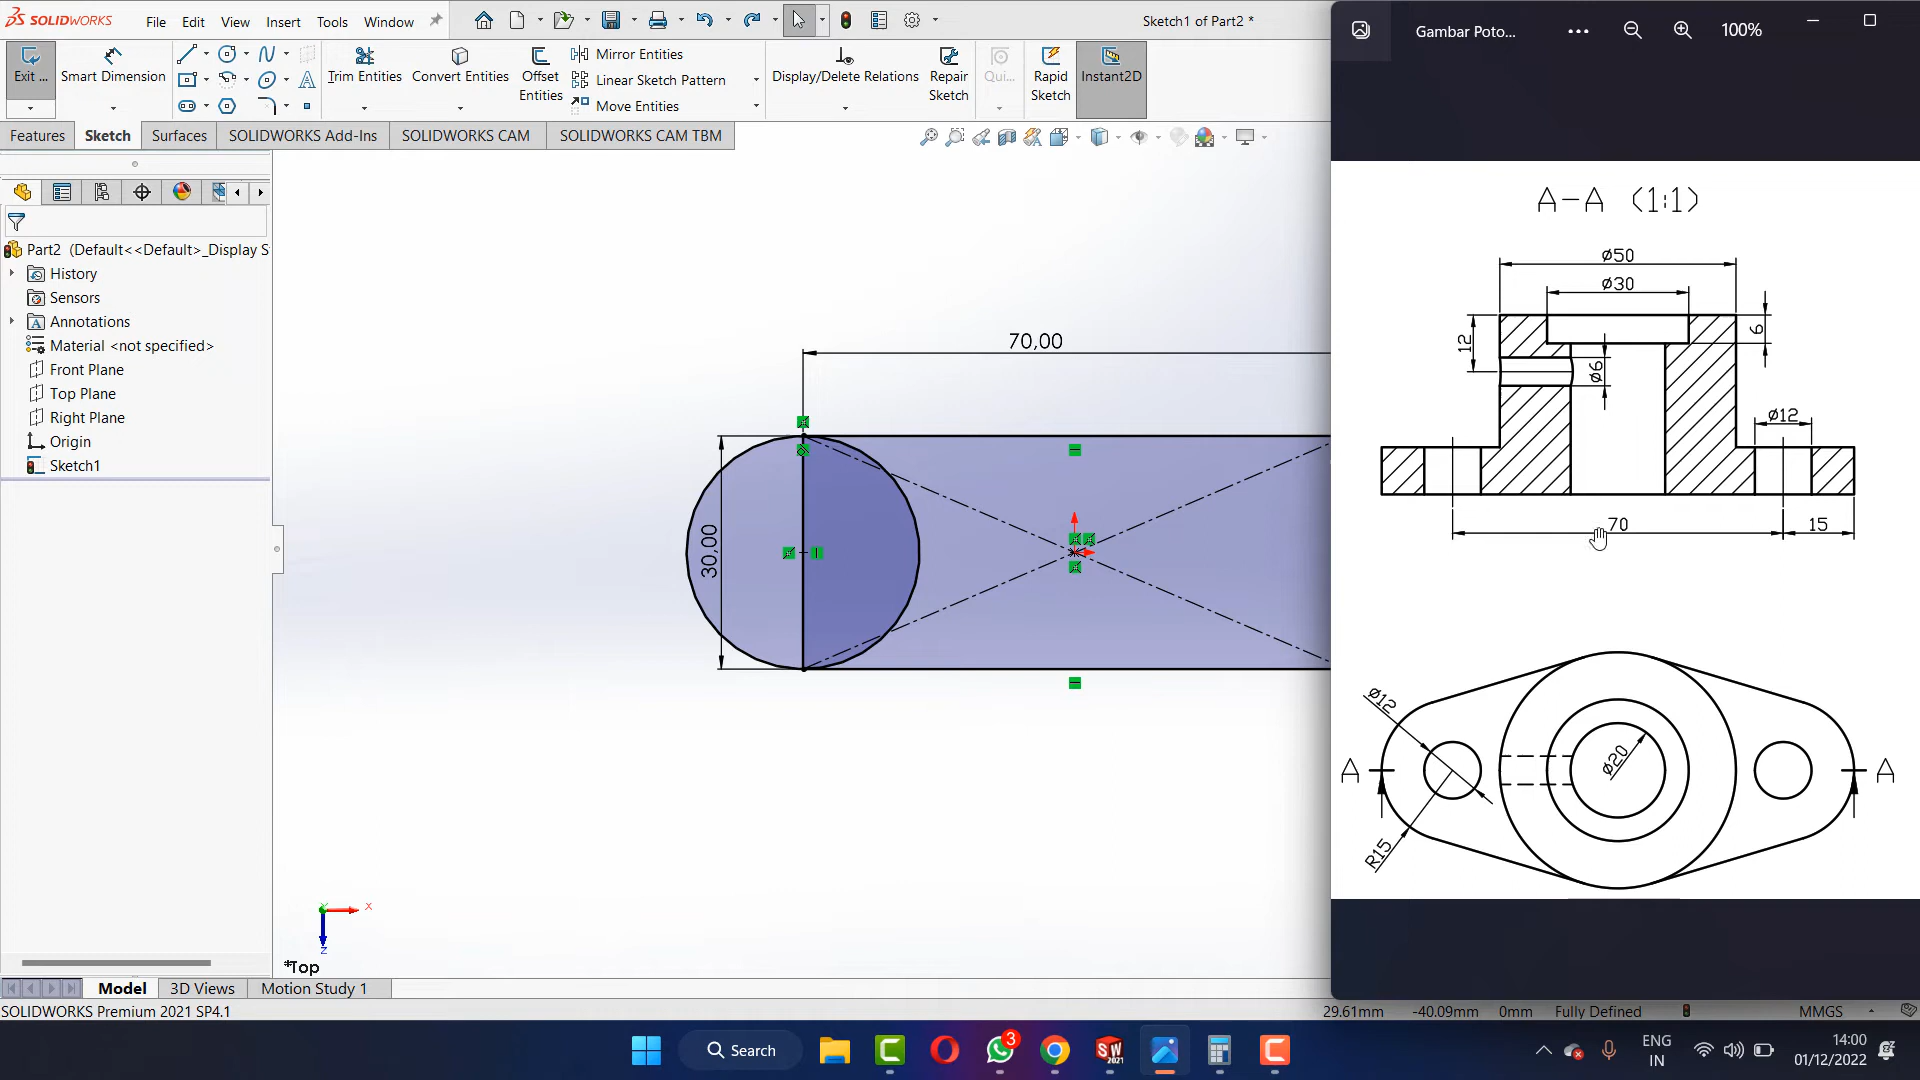 SOLIDWORKS
File Edit View Insert Tools Window
Sketch1 of Part2 *
Gambar Poto... 100%
Exit ... Smart Dimension Trim Entities Convert Entities Offset Entities
Mirror Entities
Linear Sketch Pattern
Move Entities
Display/Delete Relations Repair Sketch Qui... Rapid Sketch Instant2D
Features Sketch Surfaces SOLIDWORKS Add-Ins SOLIDWORKS CAM SOLIDWORKS CAM TBM
Part2 (Default<<Default>_Display S
History
Sensors
Annotations
Material <not specified>
Front Plane
Top Plane
Right Plane
Origin
Sketch1
70,00
30,00
X
Z
*Top
A-A (1:1)
ø50
ø30
6
12
ø6
ø12
70
15
ø12
ø20
A
A
R15
Model 3D Views Motion Study 1
SOLIDWORKS Premium 2021 SP4.1
29.61mm -40.09mm 0mm Fully Defined MMGS
Search
3
SW
2021
ENG
IN
14:00
01/12/2022